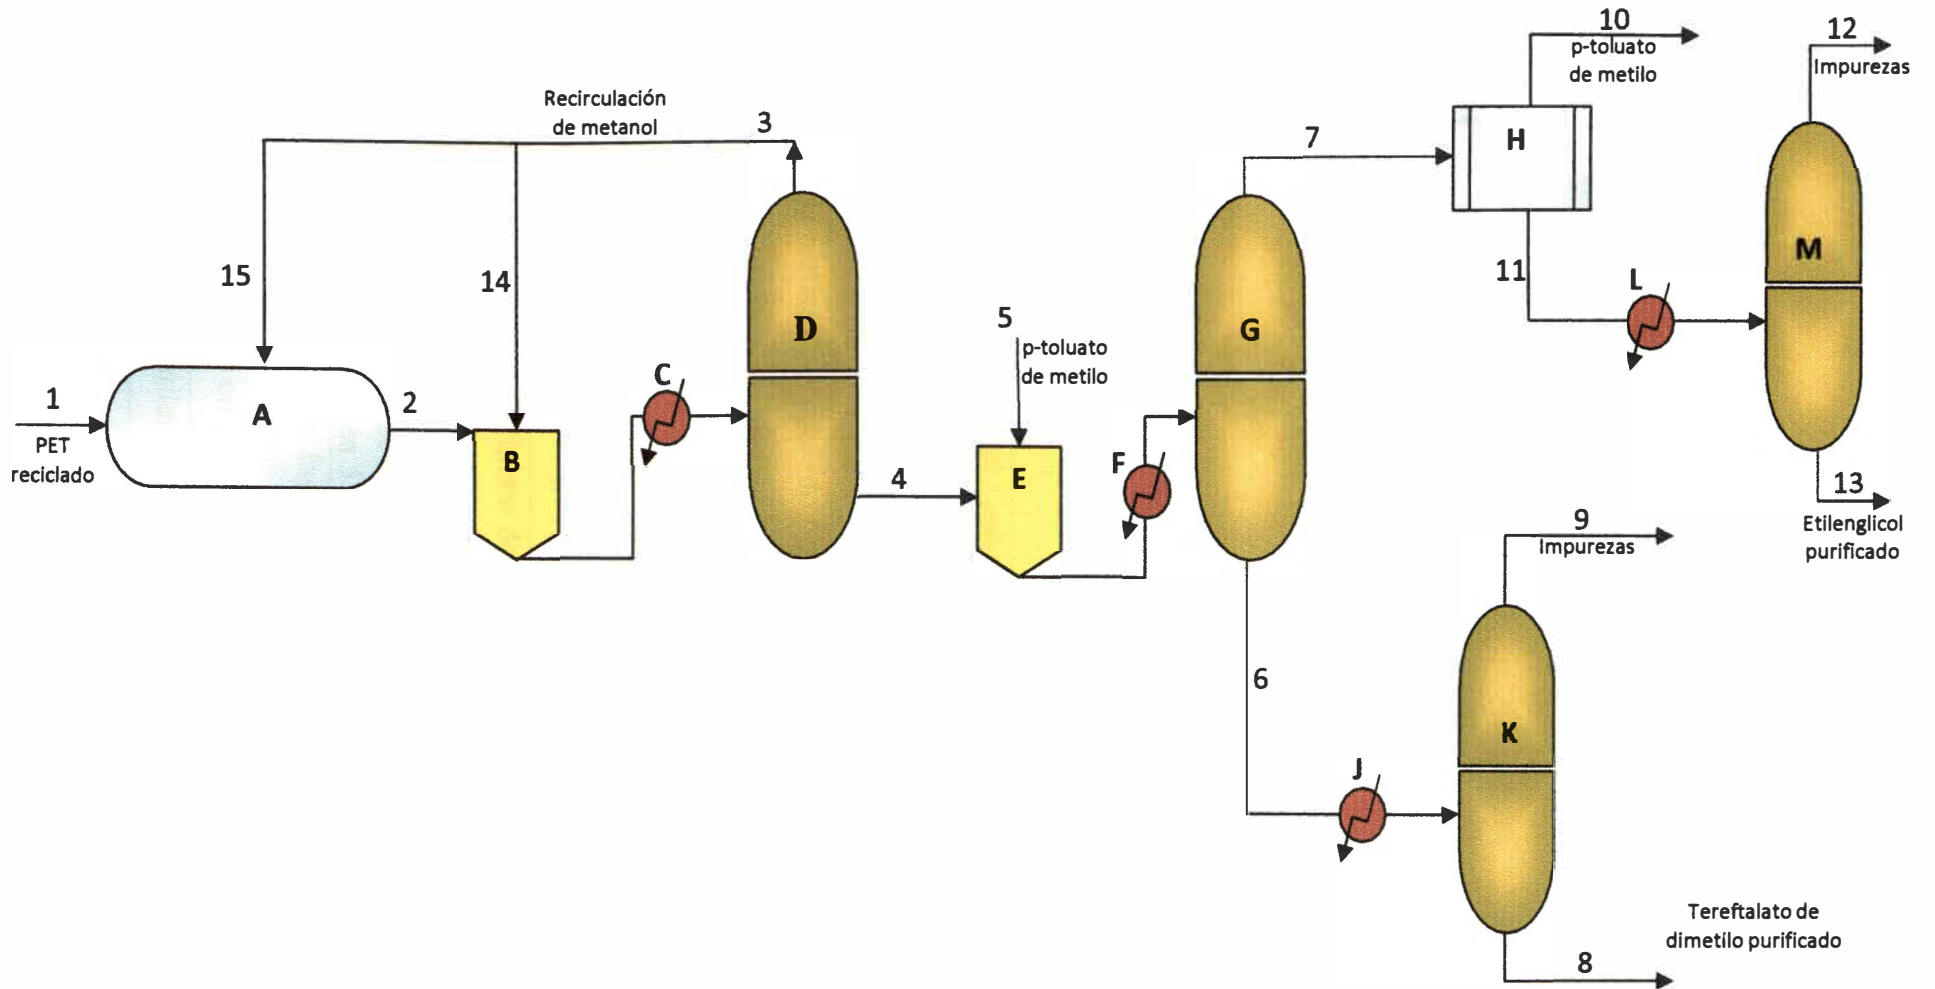 10
p-toluato
de metilo
12
Impurezas
Recirculación
de metanol
3
7
H
15
14
D
G
M
11
L
5
p-toluato
de metilo
1
PET
reciclado
A
2
B
C
4
E
F
13
Etilenglicol
purificado
9
Impurezas
6
K
J
Tereftalato de
dimetilo purificado
8